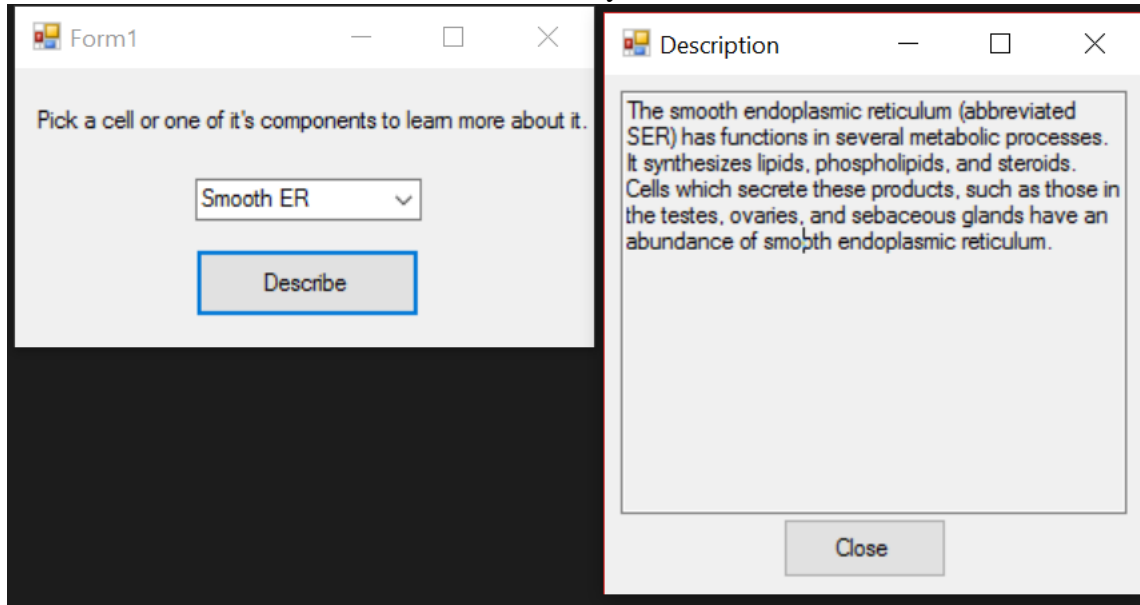 Form1
Pick a cell or one of it's components to learn more about it.
Smooth ER
Describe
Description
The smooth endoplasmic reticulum (abbreviated
SER) has functions in several metabolic processes.
It synthesizes lipids, phospholipids, and steroids.
Cells which secrete these products, such as those in
the testes, ovaries, and sebaceous glands have an
abundance of smooth endoplasmic reticulum.
Close